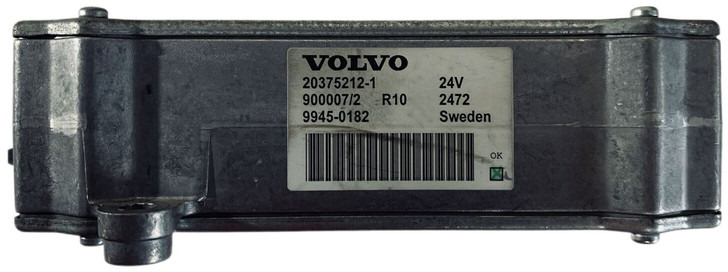 VOLVO
20375212-1 24V
900007/2 R10 2472
9945-0182 Sweden
OK